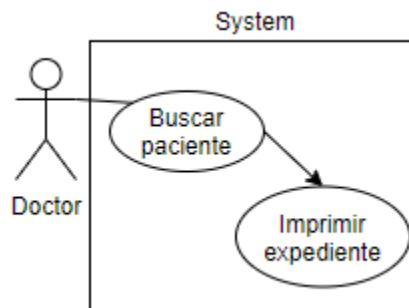 System
Buscar
paciente
Doctor
Imprimir
expediente